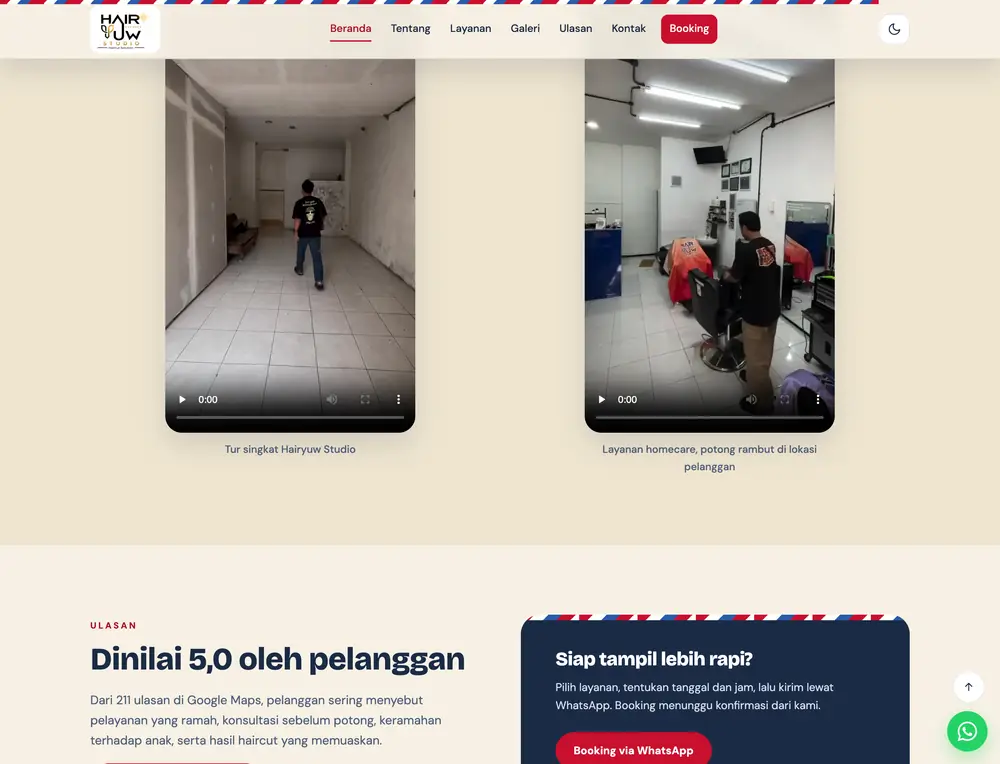 HAIR
YUW
STUDIO
Beranda
Tentang
Layanan
Galeri
Ulasan
Kontak
Booking
0:00
0:00
Tur singkat Hairyuw Studio
Layanan homecare, potong rambut di lokasi
pelanggan
ULASAN
Dinilai 5,0 oleh pelanggan
Dari 211 ulasan di Google Maps, pelanggan sering menyebut
pelayanan yang ramah, konsultasi sebelum potong, keramahan
terhadap anak, serta hasil haircut yang memuaskan.
Siap tampil lebih rapi?
Pilih layanan, tentukan tanggal dan jam, lalu kirim lewat
WhatsApp. Booking menunggu konfirmasi dari kami.
Booking via WhatsApp